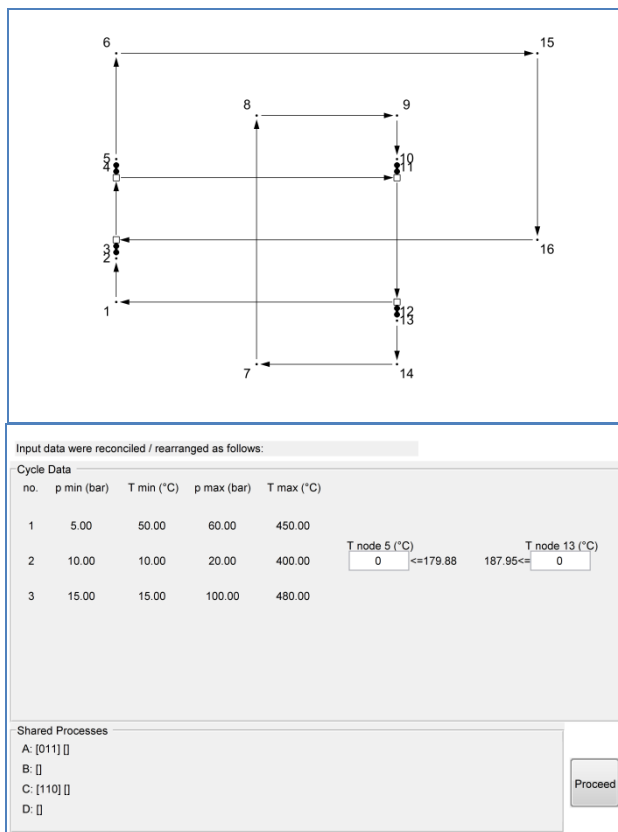 6
15
8
9
5
10
4
11
3
16
2
1
12
13
7
14
Input data were reconciled / rearranged as follows:
Cycle Data
no. p min (bar) T min (°C) p max (bar) T max (°C)
1 5.00 50.00 60.00 450.00
T node 5 (°C) T node 13 (°C)
2 10.00 10.00 20.00 400.00 0 <=179.88 187.95<= 0
3 15.00 15.00 100.00 480.00
Shared Processes
A: [011] []
B: []
C: [110] []
D: []
Proceed